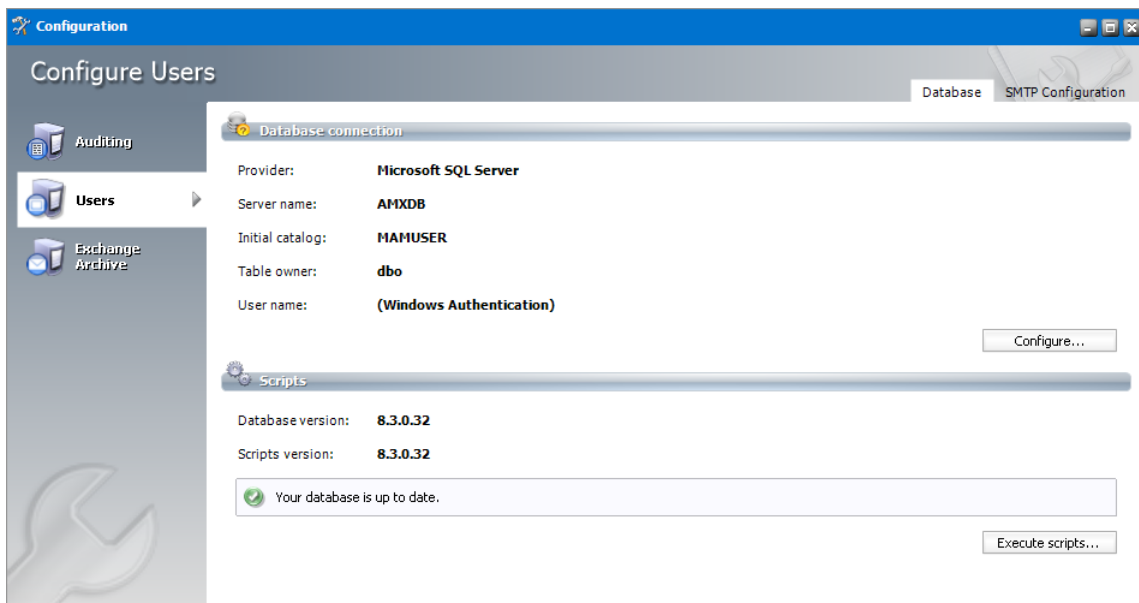 Configuration
Configure Users
Database SMTP Configuration
Auditing
Users
Exchange
Archive
Database connection
Provider: Microsoft SQL Server
Server name: AMXDB
Initial catalog: MAMUSER
Table owner: dbo
User name: (Windows Authentication)
Configure...
Scripts
Database version: 8.3.0.32
Scripts version: 8.3.0.32
Your database is up to date.
Execute scripts...